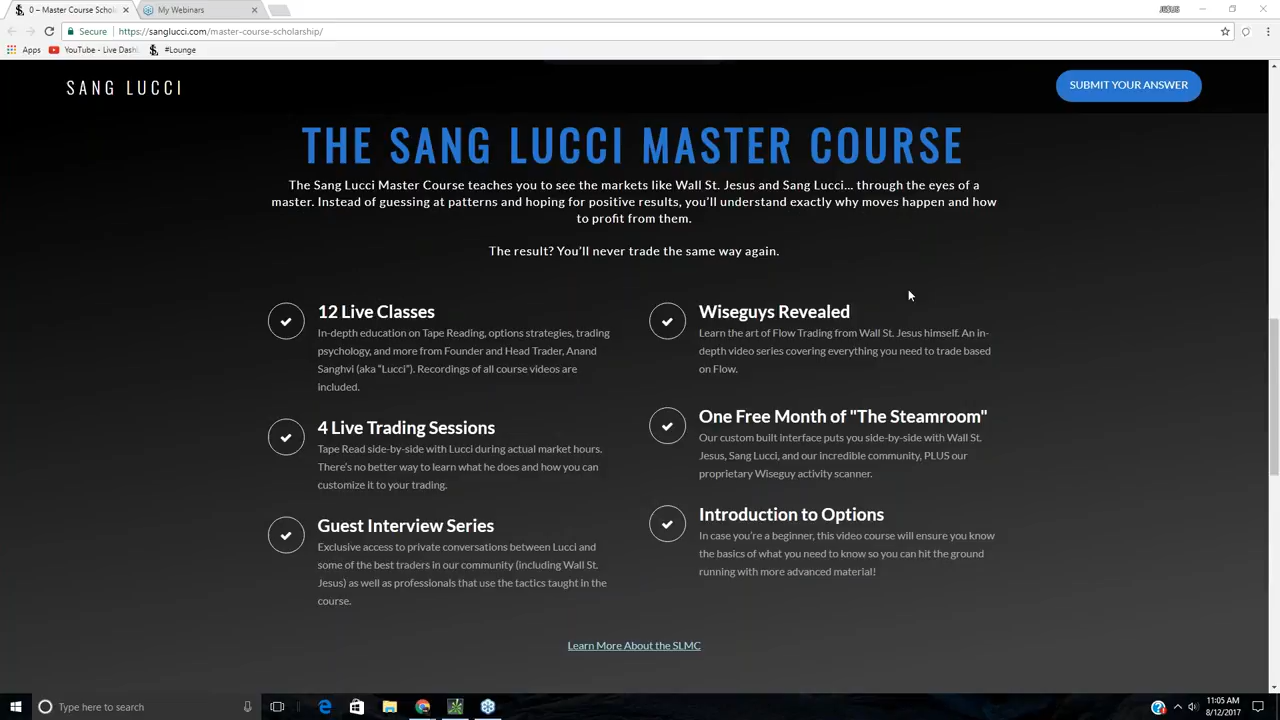 0 – Master Course Schol
My Webinars
JESUS
Secure
https://sanglucci.com/master-course-scholarship/
Apps
YouTube - Live Dash
#Lounge
SANG LUCCI
SUBMIT YOUR ANSWER
THE SANG LUCCI MASTER COURSE
The Sang Lucci Master Course teaches you to see the markets like Wall St. Jesus and Sang Lucci... through the eyes of a
master. Instead of guessing at patterns and hoping for positive results, you'll understand exactly why moves happen and how
to profit from them.
The result? You'll never trade the same way again.
12 Live Classes
In-depth education on Tape Reading, options strategies, trading
psychology, and more from Founder and Head Trader, Anand
Sanghvi (aka “Lucci”). Recordings of all course videos are
included.
4 Live Trading Sessions
Tape Read side-by-side with Lucci during actual market hours.
There's no better way to learn what he does and how you can
customize it to your trading.
Guest Interview Series
Exclusive access to private conversations between Lucci and
some of the best traders in our community (including Wall St.
Jesus) as well as professionals that use the tactics taught in the
course.
Wiseguys Revealed
Learn the art of Flow Trading from Wall St. Jesus himself. An in-
depth video series covering everything you need to trade based
on Flow.
One Free Month of "The Steamroom"
Our custom built interface puts you side-by-side with Wall St.
Jesus, Sang Lucci, and our incredible community, PLUS our
proprietary Wiseguy activity scanner.
Introduction to Options
In case you're a beginner, this video course will ensure you know
the basics of what you need to know so you can hit the ground
running with more advanced material!
Learn More About the SLMC
Type here to search
11:05 AM
8/12/2017